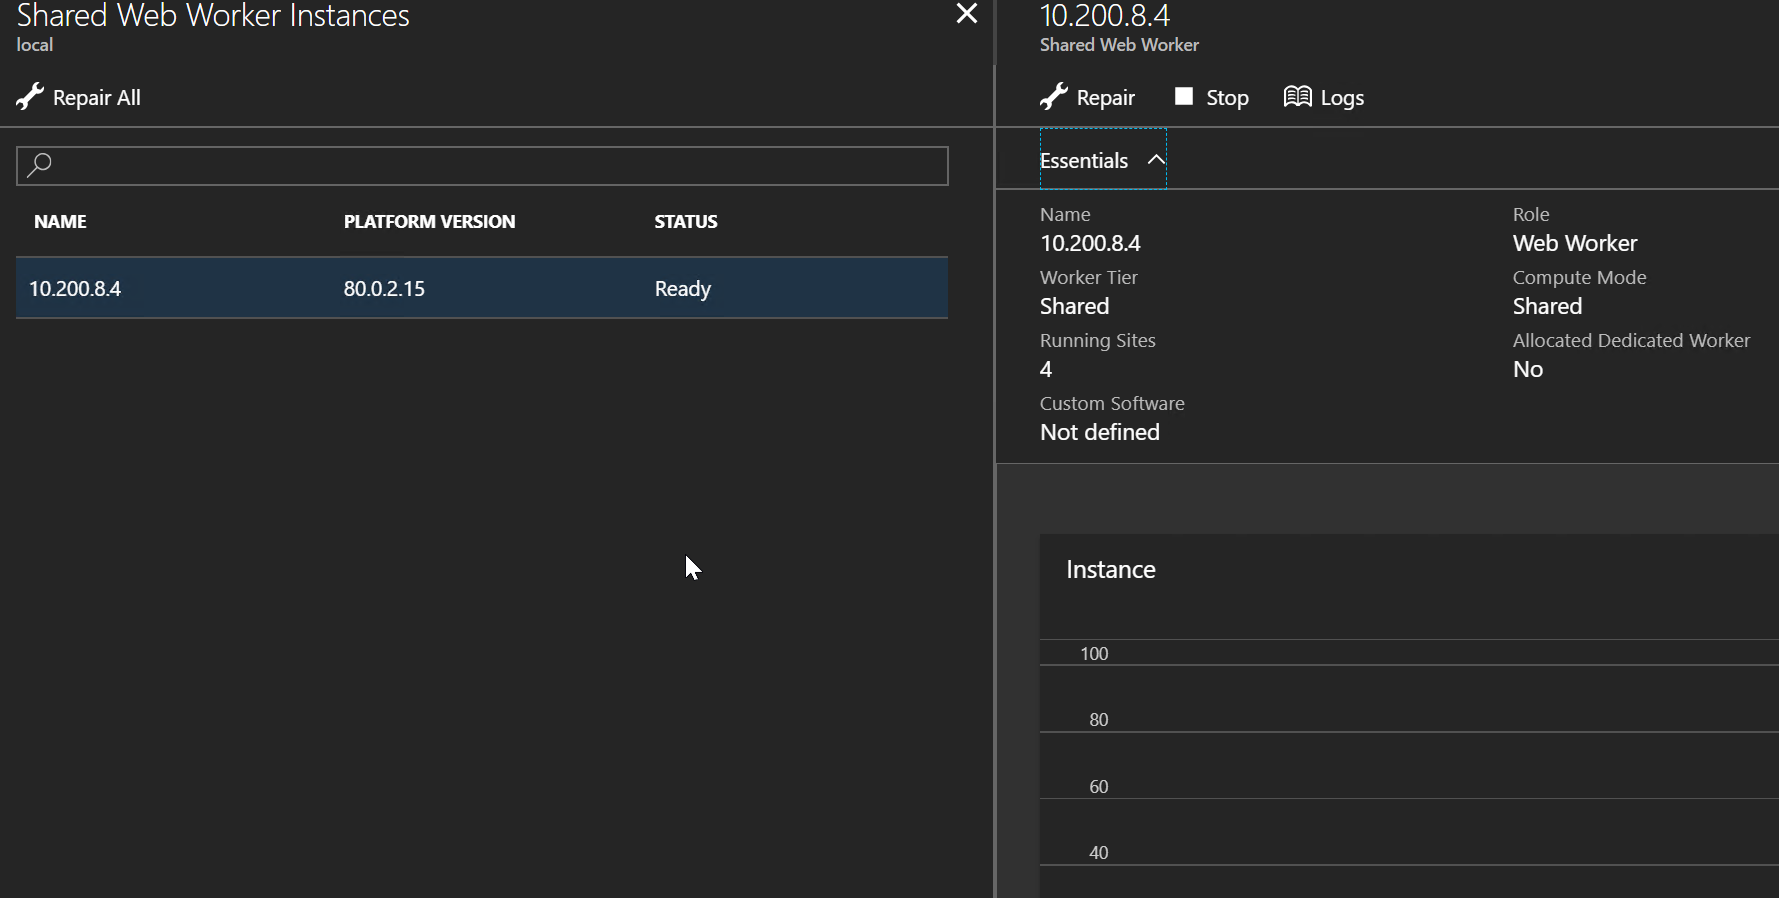 Shared Web Worker Instances
local
Repair All
NAME PLATFORM VERSION STATUS
10.200.8.4 80.0.2.15 Ready
10.200.8.4
Shared Web Worker
Repair Stop Logs
Essentials
Name
10.200.8.4
Worker Tier
Shared
Running Sites
4
Custom Software
Not defined
Role
Web Worker
Compute Mode
Shared
Allocated Dedicated Worker
No
Instance
100
80
60
40